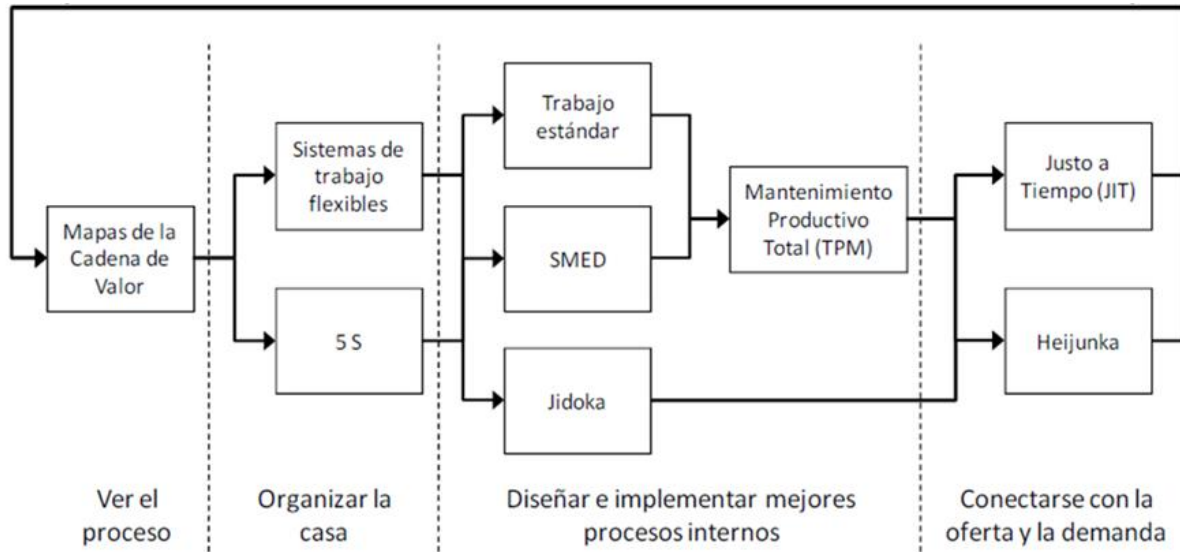 Mapas de la
Cadena de
Valor
Sistemas de
trabajo
flexibles
5 S
Trabajo
estándar
SMED
Jidoka
Mantenimiento
Productivo
Total (TPM)
Justo a
Tiempo (JIT)
Heijunka
Ver el
proceso
Organizar la
casa
Diseñar e implementar mejores
procesos internos
Conectarse con la
oferta y la demanda